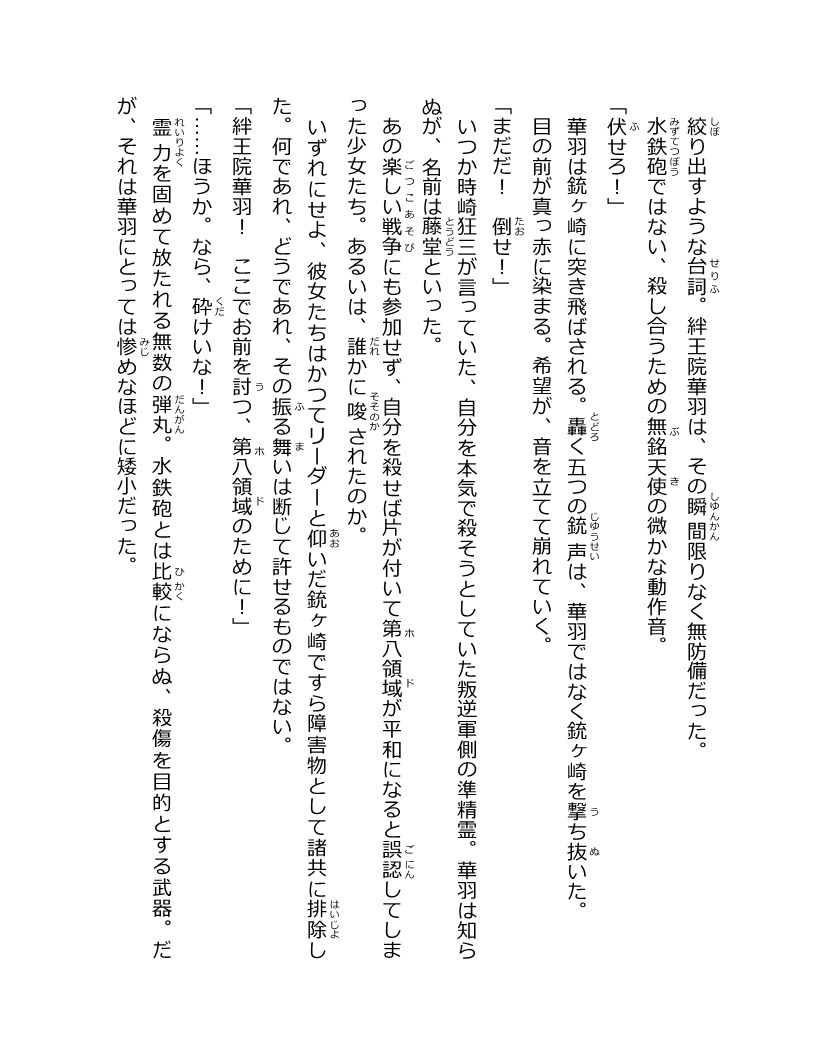 絞り出すような台詞。絆王院華羽は、その瞬間限りなく無防備だった。
水鉄砲ではない、殺し合うための無銘天使の微かな動作音。
「伏せろ！」
華羽は銃ヶ崎に突き飛ばされる。轟く五つの銃声は、華羽ではなく銃ヶ崎を撃ち抜いた。
目の前が真っ赤に染まる。希望が、音を立てて崩れていく。
「まだだ！　倒せ！」
いつか時崎狂三が言っていた、自分を本気で殺そうとしていた叛逆軍側の準精霊。華羽は知ら
ぬが、名前は藤堂といった。
あの楽しい戦争にも参加せず、自分を殺せば片が付いて第八領域が平和になると誤認してしま
った少女たち。あるいは、誰かに唆されたのか。
いずれにせよ、彼女たちはかつてリーダーと仰いだ銃ヶ崎ですら障害物として諸共に排除し
た。何であれ、どうであれ、その振る舞いは断じて許せるものではない。
「絆王院華羽！　ここでお前を討つ、第八領域のために！」
「……ほうか。なら、砕けいな！」
霊力を固めて放たれる無数の弾丸。水鉄砲とは比較にならぬ、殺傷を目的とする武器。だ
が、それは華羽にとっては惨めなほどに矮小だった。